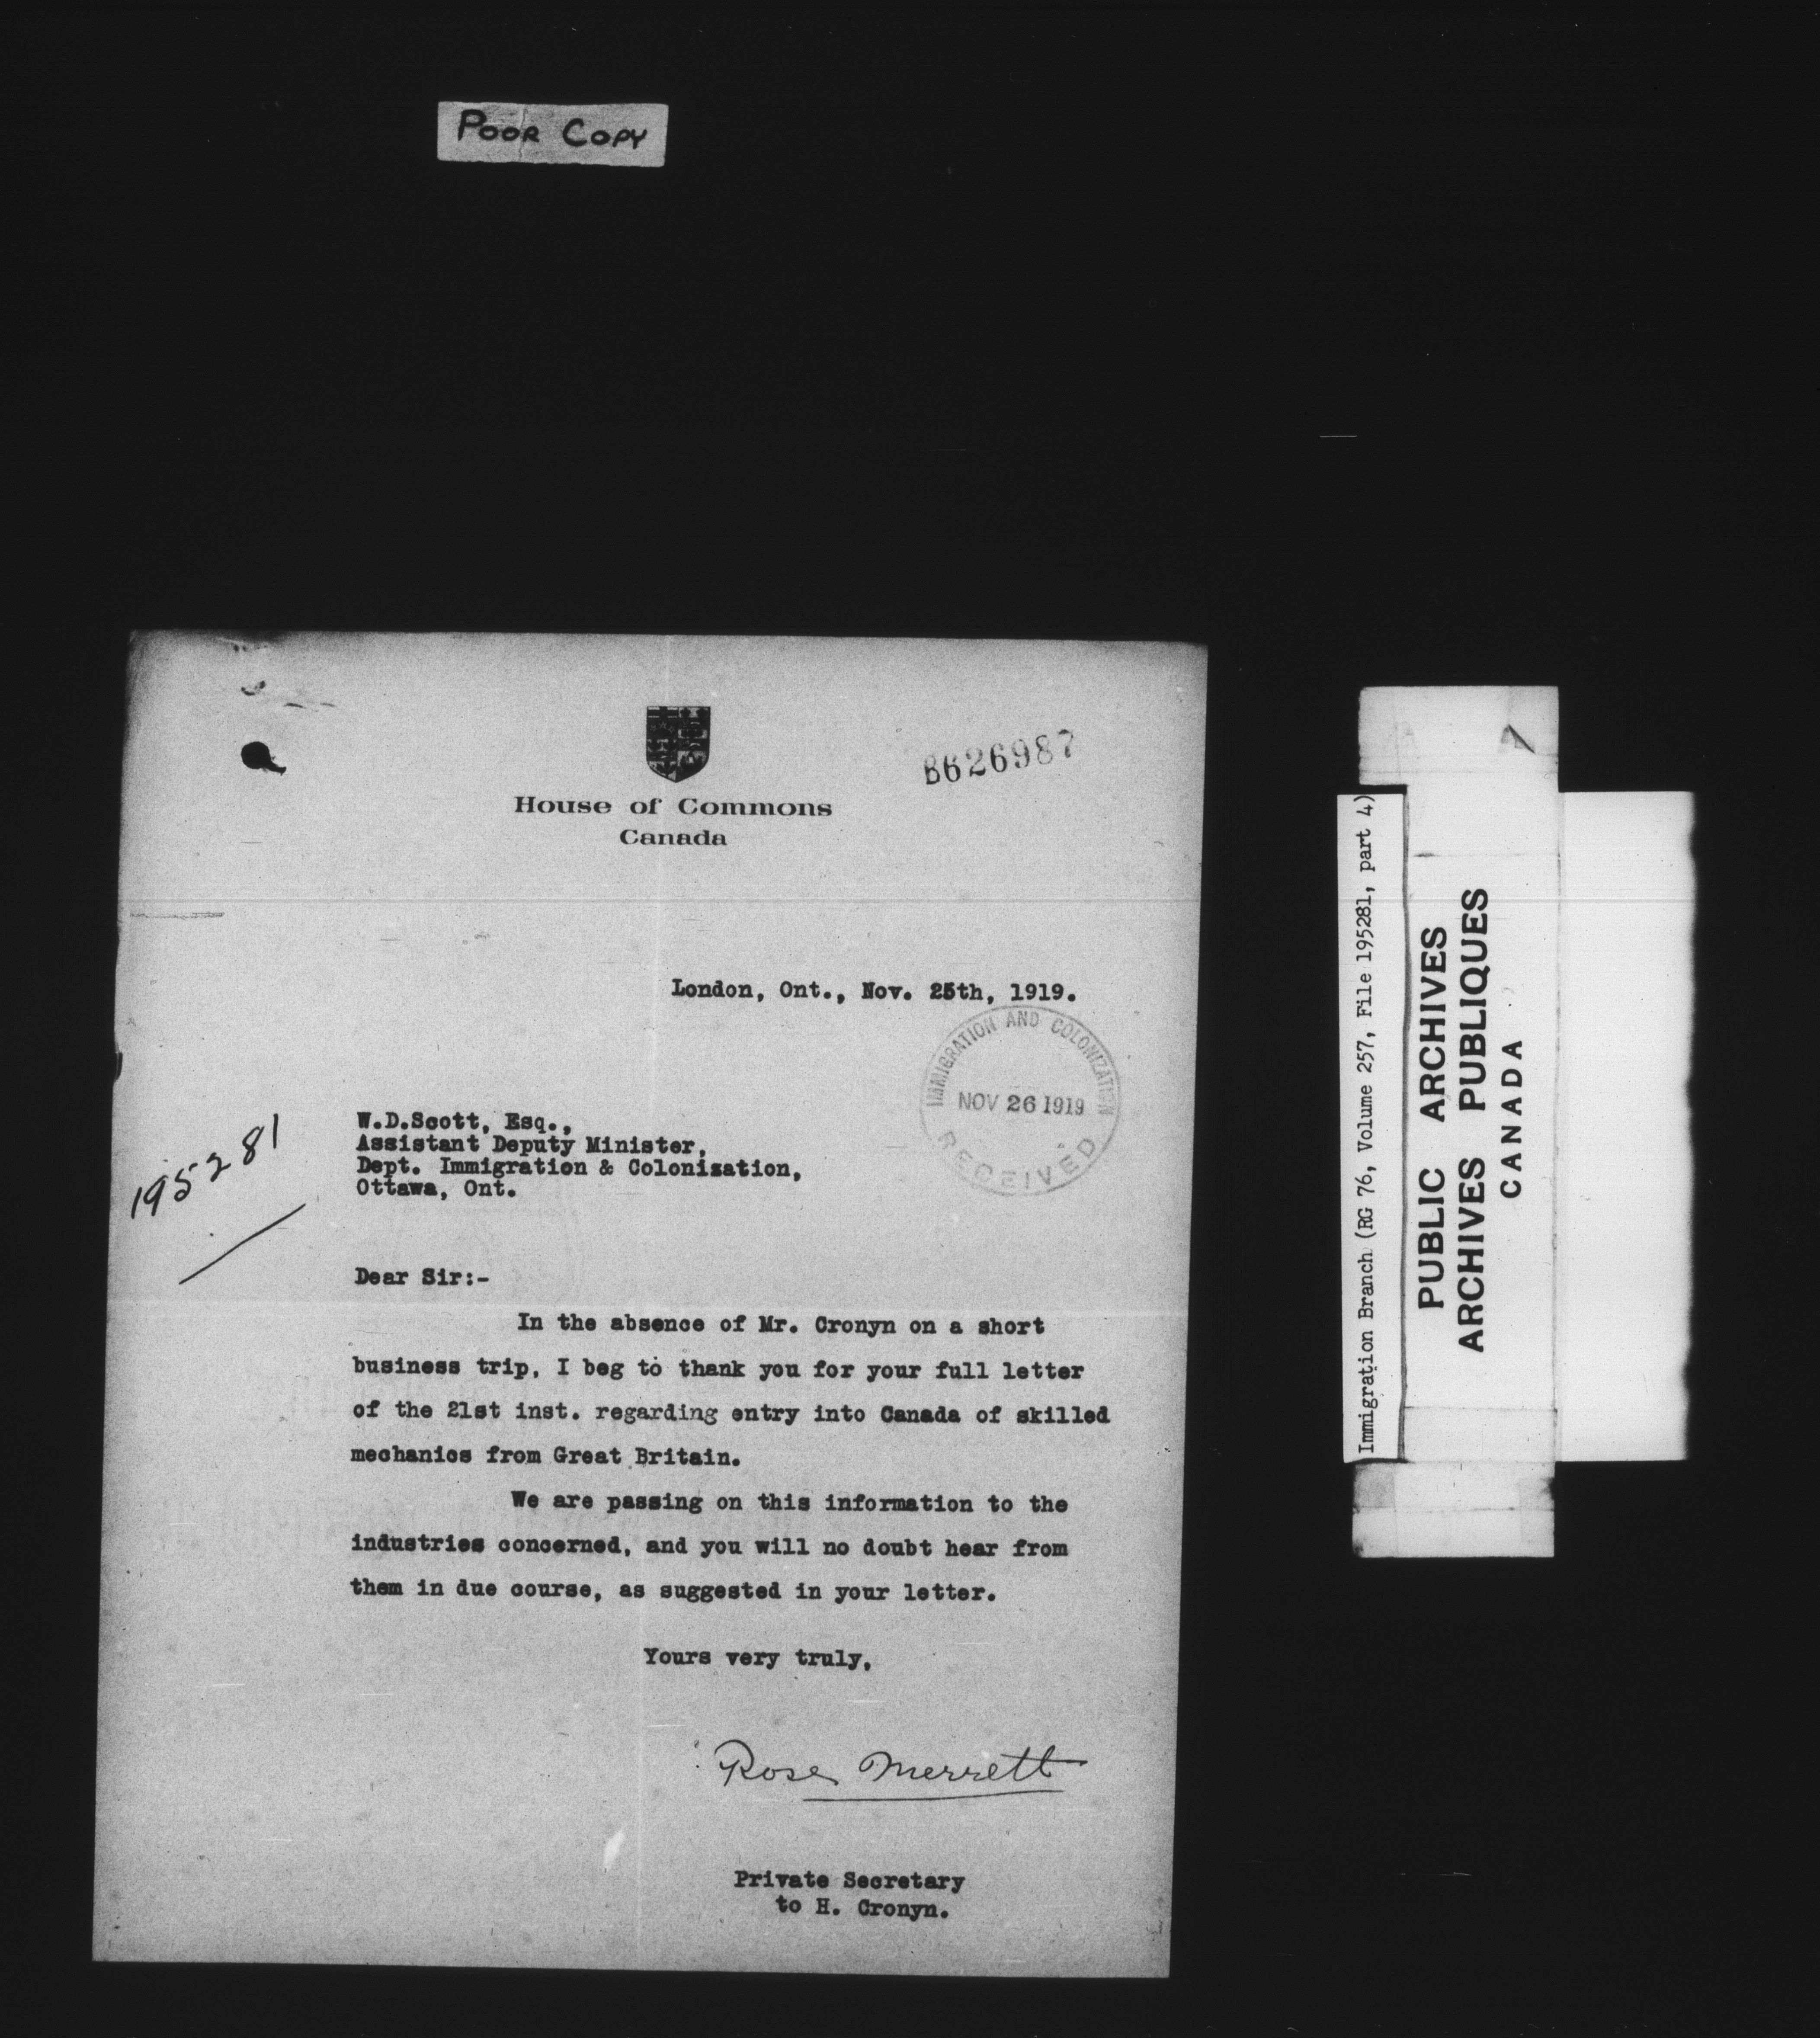 POOR COPY
B626987
House of Commons
Canada
London, Ont., Nov. 25th, 1919.
IMMIGRATION AND COLONIZATION
NOV 26 1919
RECEIVED
195281
W.D.Scott, Esq.,
Assistant Deputy Minister,
Dept. Immigration & Colonization,
Ottawa, Ont.
Dear Sir:-
In the absence of Mr. Cronyn on a short
business trip, I beg to thank you for your full letter
of the 21st inst. regarding entry into Canada of skilled
mechanics from Great Britain.
We are passing on this information to the
industries concerned, and you will no doubt hear from
them in due course, as suggested in your letter.
Yours very truly,
Rose Merrett
Private Secretary
to H. Cronyn.
Immigration Branch (RG 76, Volume 257, File 195281, part 4)
PUBLIC ARCHIVES
ARCHIVES PUBLIQUES
CANADA